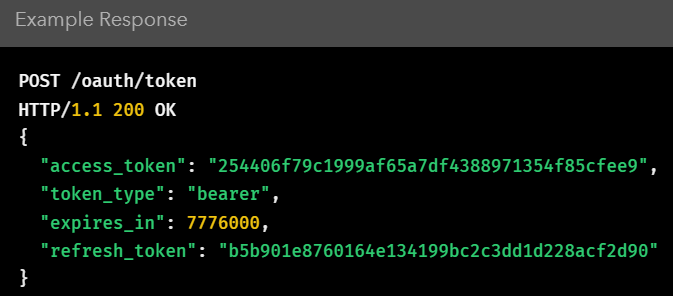 Example Response
POST /oauth/token
HTTP/1.1 200 OK
{
  "access_token": "254406f79c1999af65a7df4388971354f85cfee9",
  "token_type": "bearer",
  "expires_in": 7776000,
  "refresh_token": "b5b901e8760164e134199bc2c3dd1d228acf2d90"
}